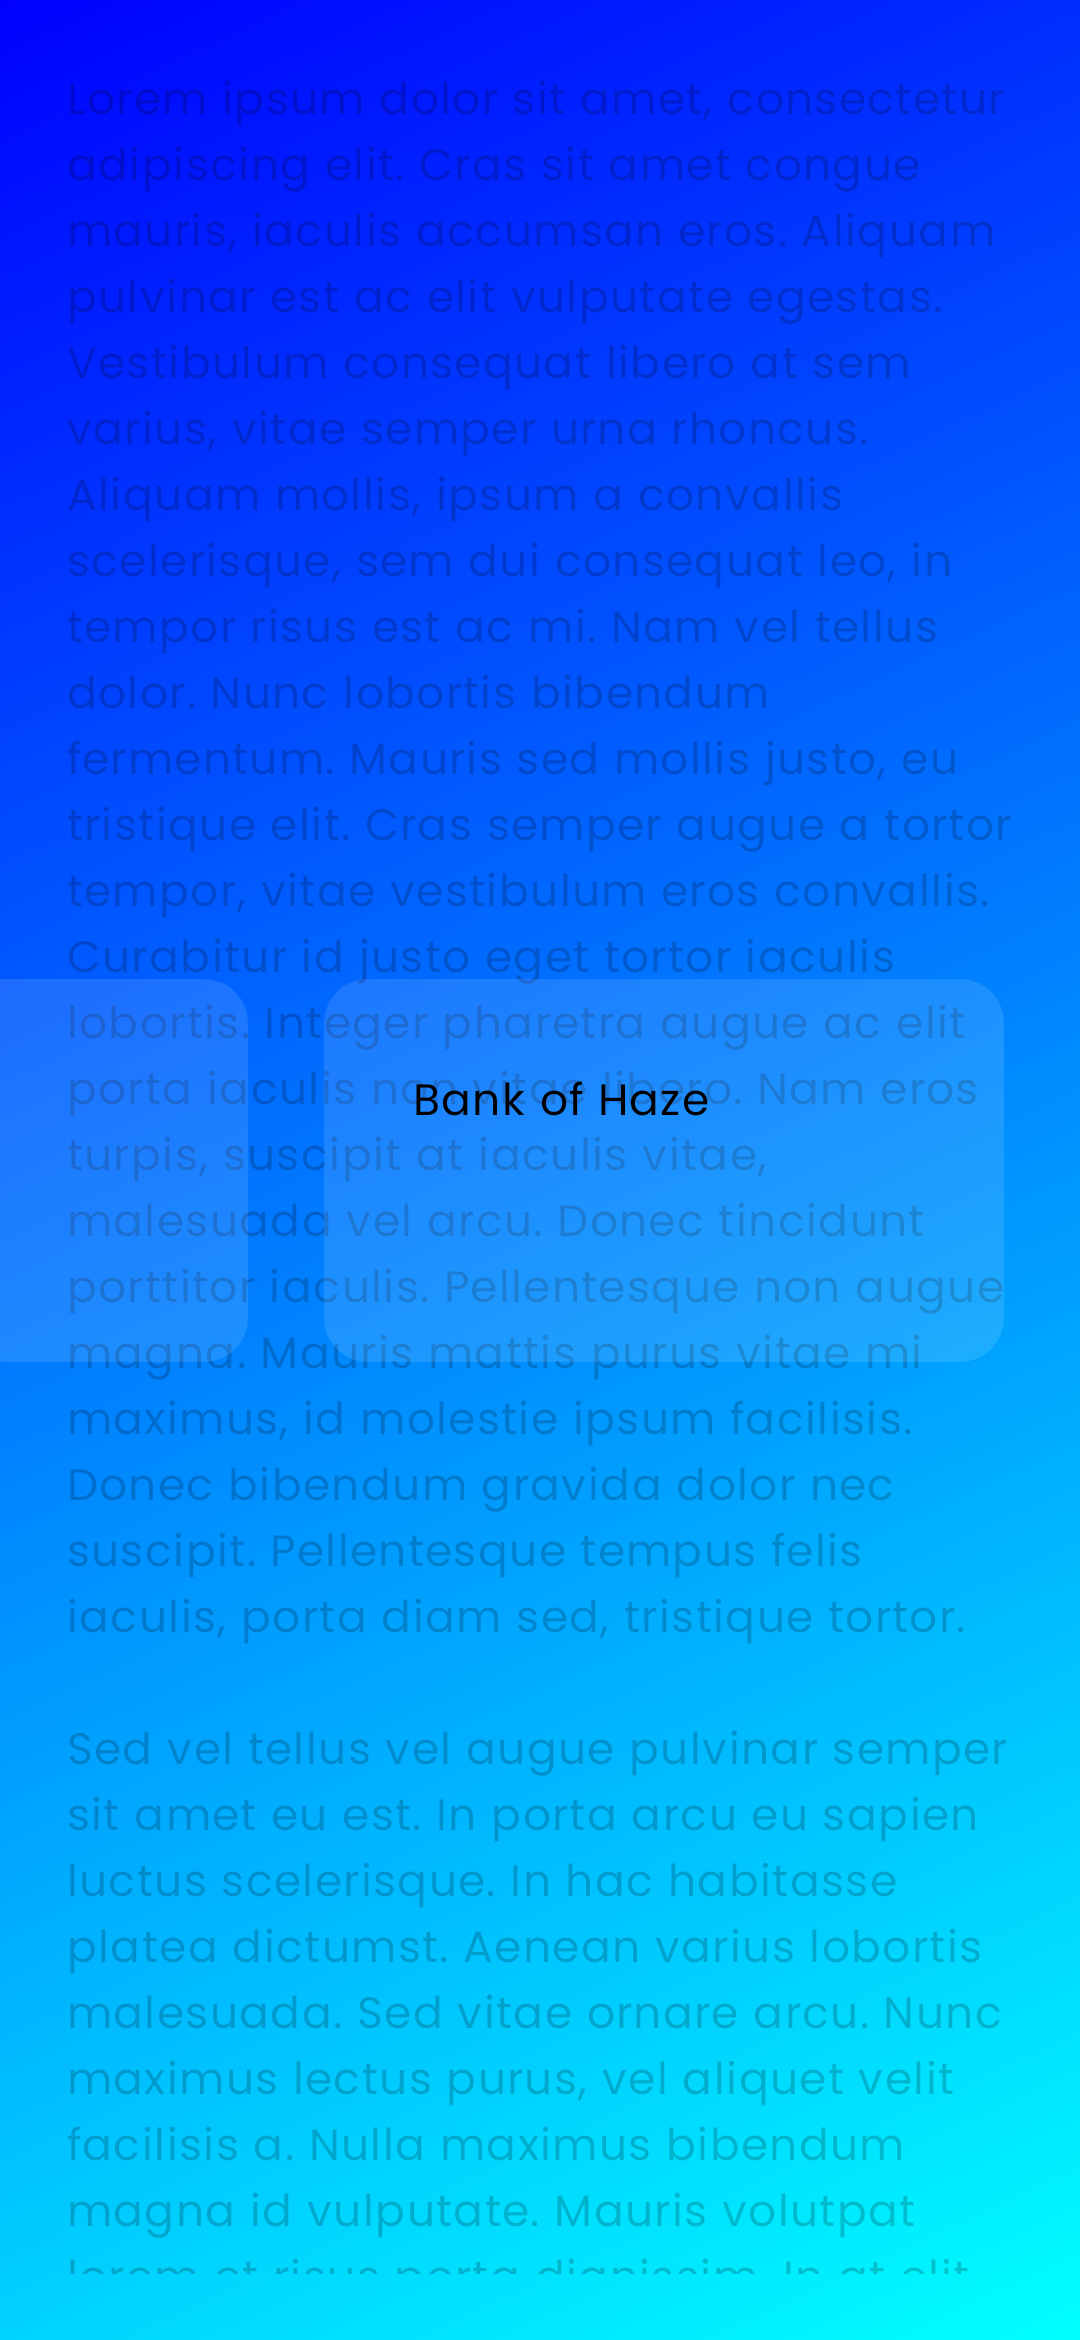 Lorem ipsum dolor sit amet, consectetur
adipiscing elit. Cras sit amet congue
mauris, iaculis accumsan eros. Aliquam
pulvinar est ac elit vulputate egestas.
Vestibulum consequat libero at sem
varius, vitae semper urna rhoncus.
Aliquam mollis, ipsum a convallis
scelerisque, sem dui consequat leo, in
tempor risus est ac mi. Nam vel tellus
dolor. Nunc lobortis bibendum
fermentum. Mauris sed mollis justo, eu
tristique elit. Cras semper augue a tortor
tempor, vitae vestibulum eros convallis.
Curabitur id justo eget tortor iaculis
lobortis. Integer pharetra augue ac elit
porta iaculis non vitae libero. Nam eros
Bank of Haze
turpis, suscipit at iaculis vitae,
malesuada vel arcu. Donec tincidunt
porttitor iaculis. Pellentesque non augue
magna. Mauris mattis purus vitae mi
maximus, id molestie ipsum facilisis.
Donec bibendum gravida dolor nec
suscipit. Pellentesque tempus felis
iaculis, porta diam sed, tristique tortor.
Sed vel tellus vel augue pulvinar semper
sit amet eu est. In porta arcu eu sapien
luctus scelerisque. In hac habitasse
platea dictumst. Aenean varius lobortis
malesuada. Sed vitae ornare arcu. Nunc
maximus lectus purus, vel aliquet velit
facilisis a. Nulla maximus bibendum
magna id vulputate. Mauris volutpat
lorem et risus porta dignissim. In at elit